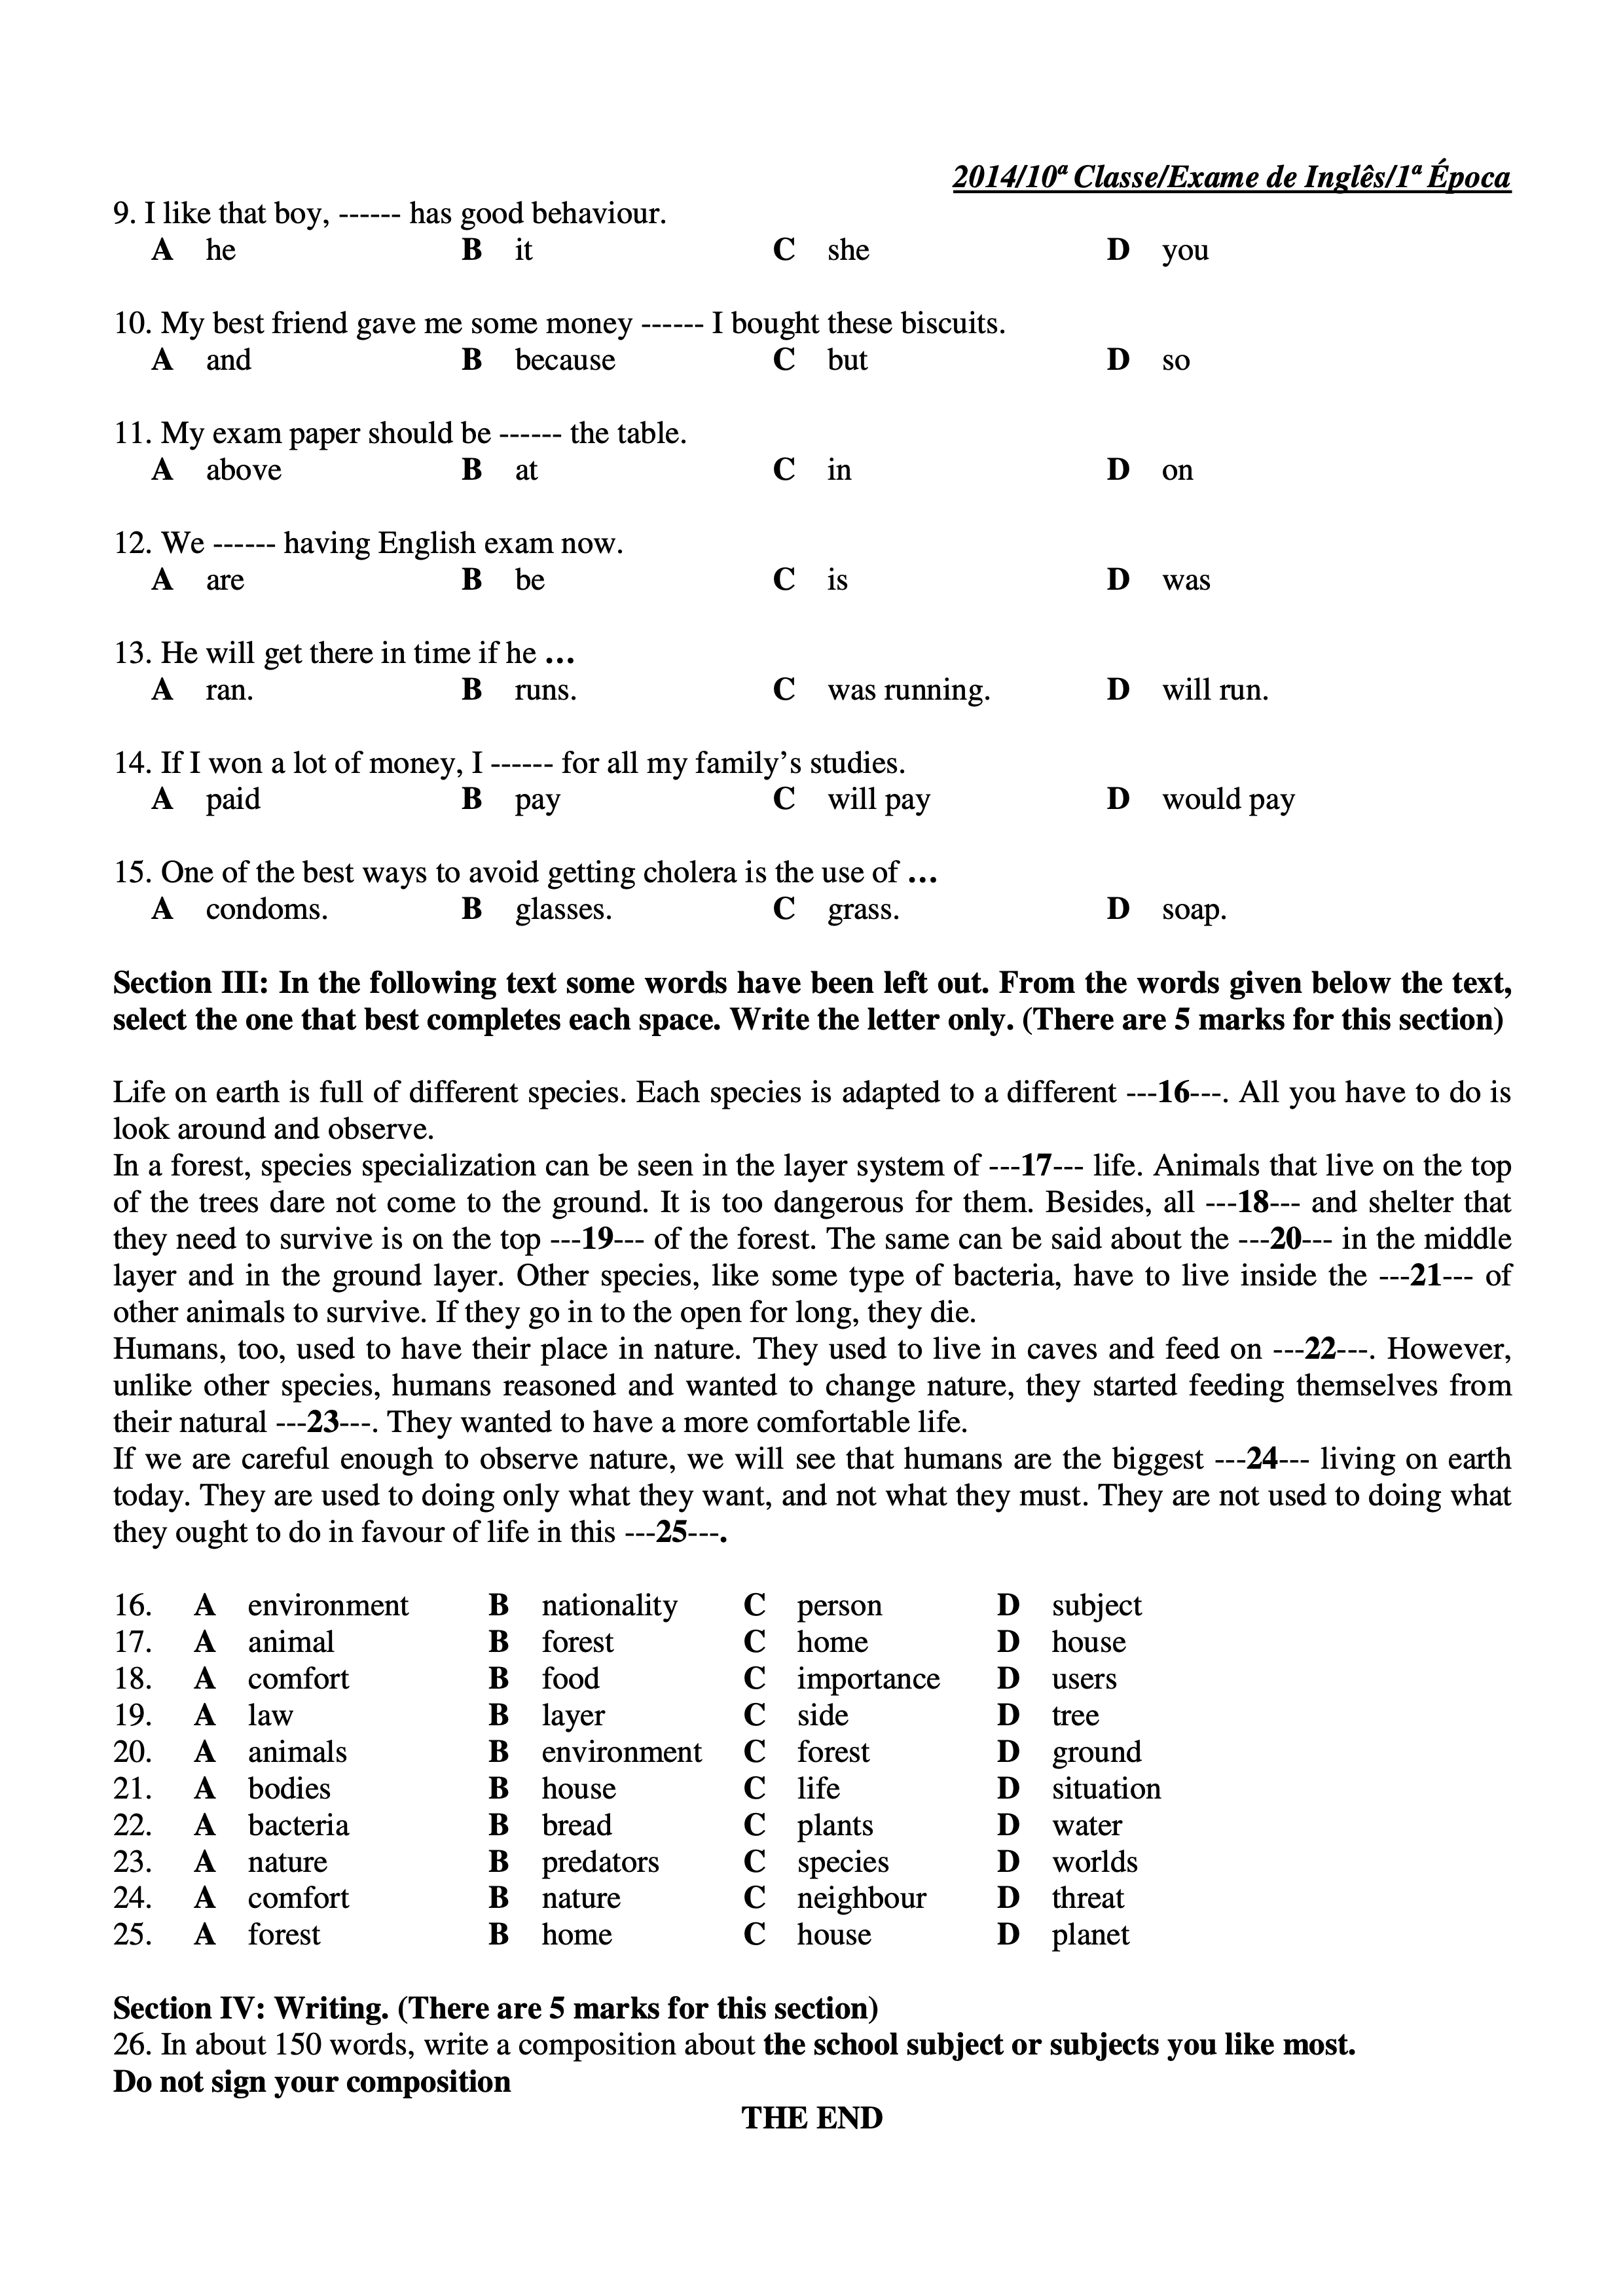 2014/10ª Classe/Exame de Inglês/1ª Época
9. I like that boy, ------ has good behaviour.
A he B it C she D you
10. My best friend gave me some money ------ I bought these biscuits.
A and B because C but D so
11. My exam paper should be ------ the table.
A above B at C in D on
12. We ------ having English exam now.
A are B be C is D was
13. He will get there in time if he …
A ran. B runs. C was running. D will run.
14. If I won a lot of money, I ------ for all my family’s studies.
A paid B pay C will pay D would pay
15. One of the best ways to avoid getting cholera is the use of …
A condoms. B glasses. C grass. D soap.
Section III: In the following text some words have been left out. From the words given below the text,
select the one that best completes each space. Write the letter only. (There are 5 marks for this section)
Life on earth is full of different species. Each species is adapted to a different ---16---. All you have to do is
look around and observe.
In a forest, species specialization can be seen in the layer system of ---17--- life. Animals that live on the top
of the trees dare not come to the ground. It is too dangerous for them. Besides, all ---18--- and shelter that
they need to survive is on the top ---19--- of the forest. The same can be said about the ---20--- in the middle
layer and in the ground layer. Other species, like some type of bacteria, have to live inside the ---21--- of
other animals to survive. If they go in to the open for long, they die.
Humans, too, used to have their place in nature. They used to live in caves and feed on ---22---. However,
unlike other species, humans reasoned and wanted to change nature, they started feeding themselves from
their natural ---23---. They wanted to have a more comfortable life.
If we are careful enough to observe nature, we will see that humans are the biggest ---24--- living on earth
today. They are used to doing only what they want, and not what they must. They are not used to doing what
they ought to do in favour of life in this ---25---.
16. A environment B nationality C person D subject
17. A animal B forest C home D house
18. A comfort B food C importance D users
19. A law B layer C side D tree
20. A animals B environment C forest D ground
21. A bodies B house C life D situation
22. A bacteria B bread C plants D water
23. A nature B predators C species D worlds
24. A comfort B nature C neighbour D threat
25. A forest B home C house D planet
Section IV: Writing. (There are 5 marks for this section)
26. In about 150 words, write a composition about the school subject or subjects you like most.
Do not sign your composition
THE END